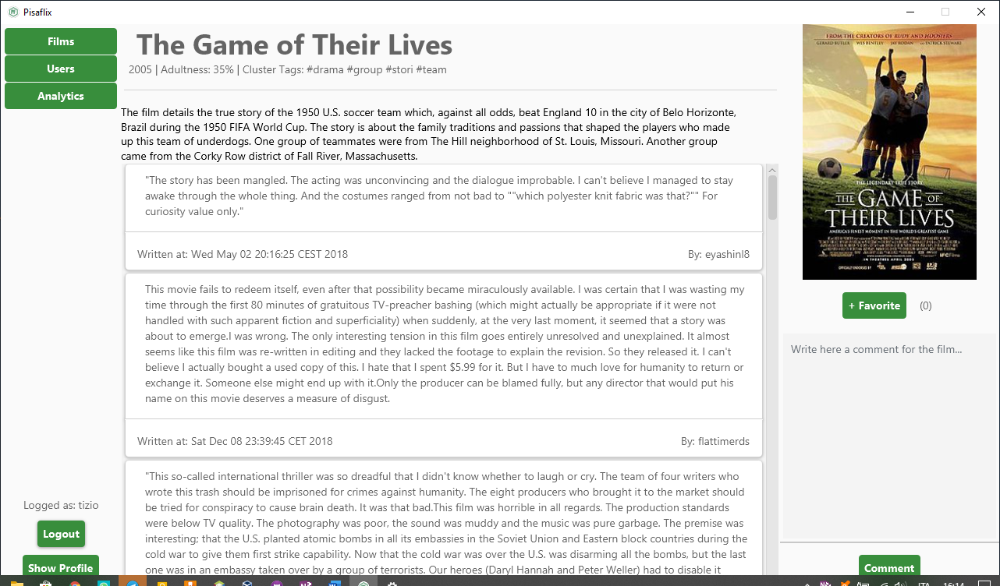 Pisaflix
Films
Users
Analytics
The Game of Their Lives
2005 | Adultness: 35% | Cluster Tags: #drama #group #stori #team
The film details the true story of the 1950 U.S. soccer team which, against all odds, beat England 10 in the city of Belo Horizonte,
Brazil during the 1950 FIFA World Cup. The story is about the family traditions and passions that shaped the players who made
up this team of underdogs. One group of teammates were from The Hill neighborhood of St. Louis, Missouri. Another group
came from the Corky Row district of Fall River, Massachusetts.
"The story has been mangled. The acting was unconvincing and the dialogue improbable. I can't believe I managed to stay
awake through the whole thing. And the costumes ranged from not bad to ""which polyester knit fabric was that?"" For
curiosity value only."
Written at: Wed May 02 20:16:25 CEST 2018
By: eyashinl8
This movie fails to redeem itself, even after that possibility became miraculously available. I was certain that I was wasting my
time through the first 80 minutes of gratuitous TV-preacher bashing (which might actually be appropriate if it were not
handled with such apparent fiction and superficiality) when suddenly, at the very last moment, it seemed that a story was
about to emerge.I was wrong. The only interesting tension in this film goes entirely unresolved and unexplained. It almost
seems like this film was re-written in editing and they lacked the footage to explain the revision. So they released it. I can't
believe I actually bought a used copy of this. I hate that I spent $5.99 for it. But I have to much love for humanity to return or
exchange it. Someone else might end up with it.Only the producer can be blamed fully, but any director that would put his
name on this movie deserves a measure of disgust.
Written at: Sat Dec 08 23:39:45 CET 2018
By: flattimerds
"This so-called international thriller was so dreadful that I didn't know whether to laugh or cry. The team of four writers who
wrote this trash should be imprisoned for crimes against humanity. The eight producers who brought it to the market should
be tried for conspiracy to cause brain death. It was that bad.This film was horrible in all regards. The production standards
were below TV quality. The photography was poor, the sound was muddy and the music was pure garbage. The premise was
interesting; that the U.S. planted atomic bombs in all its embassies in the Soviet Union and Eastern block countries during the
cold war to give them first strike capability. Now that the cold war was over the U.S. was disarming all the bombs, but the last
one was in an embassy taken over by a group of terrorists. Our heroes (Daryl Hannah and Peter Weller) had to disable it
Logged as: tizio
Logout
Show Profile
FROM THE CREATORS OF RUDY AND HOOSIERS
GERARD BUTLER WES BENTLEY JAY RODAN AND PATRICK STEWART
THE LEGENDARY TRUE STORY
THE GAME OF
THEIR LIVES
AMERICA'S FINEST MOMENT IN THE WORLD'S GREATEST GAME
IFC Films
IN THEATERS APRIL 2005
+ Favorite
(0)
Write here a comment for the film...
Comment
ITA
16:14